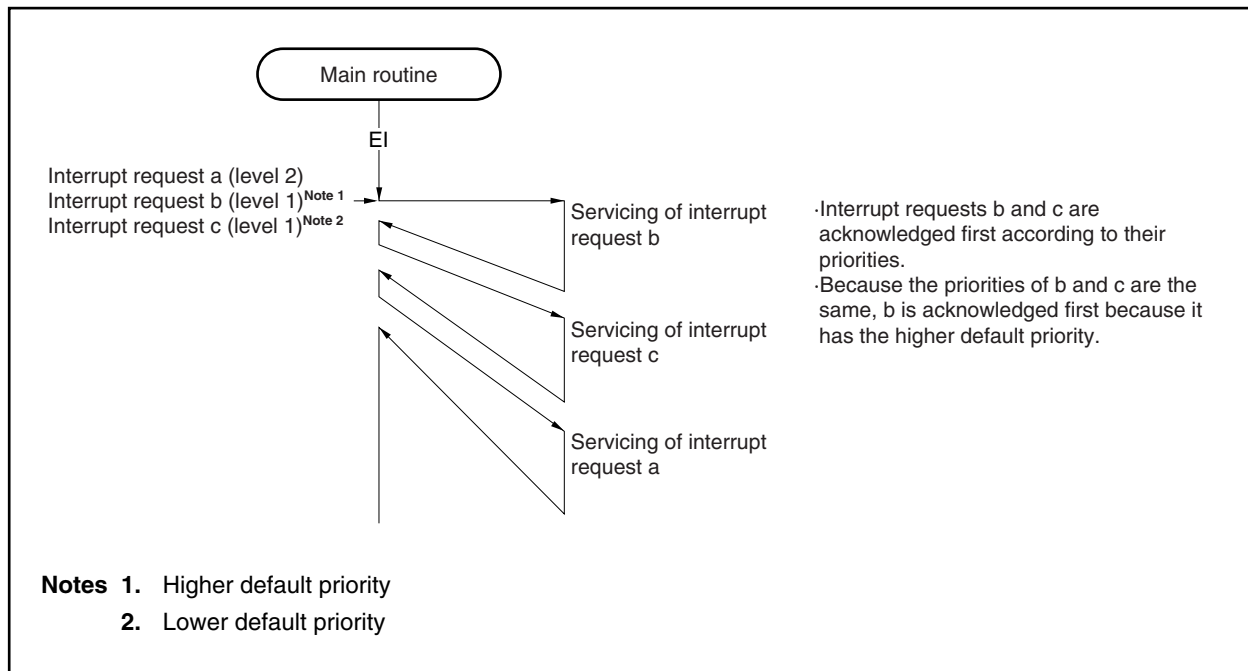 Main routine
EI
Interrupt request a (level 2)
Interrupt request b (level 1)Note 1
Interrupt request c (level 1)Note 2
Servicing of interrupt
request b
·Interrupt requests b and c are
acknowledged first according to their
priorities.
·Because the priorities of b and c are the
same, b is acknowledged first because it
has the higher default priority.
Servicing of interrupt
request c
Servicing of interrupt
request a
Notes 1. Higher default priority
2. Lower default priority